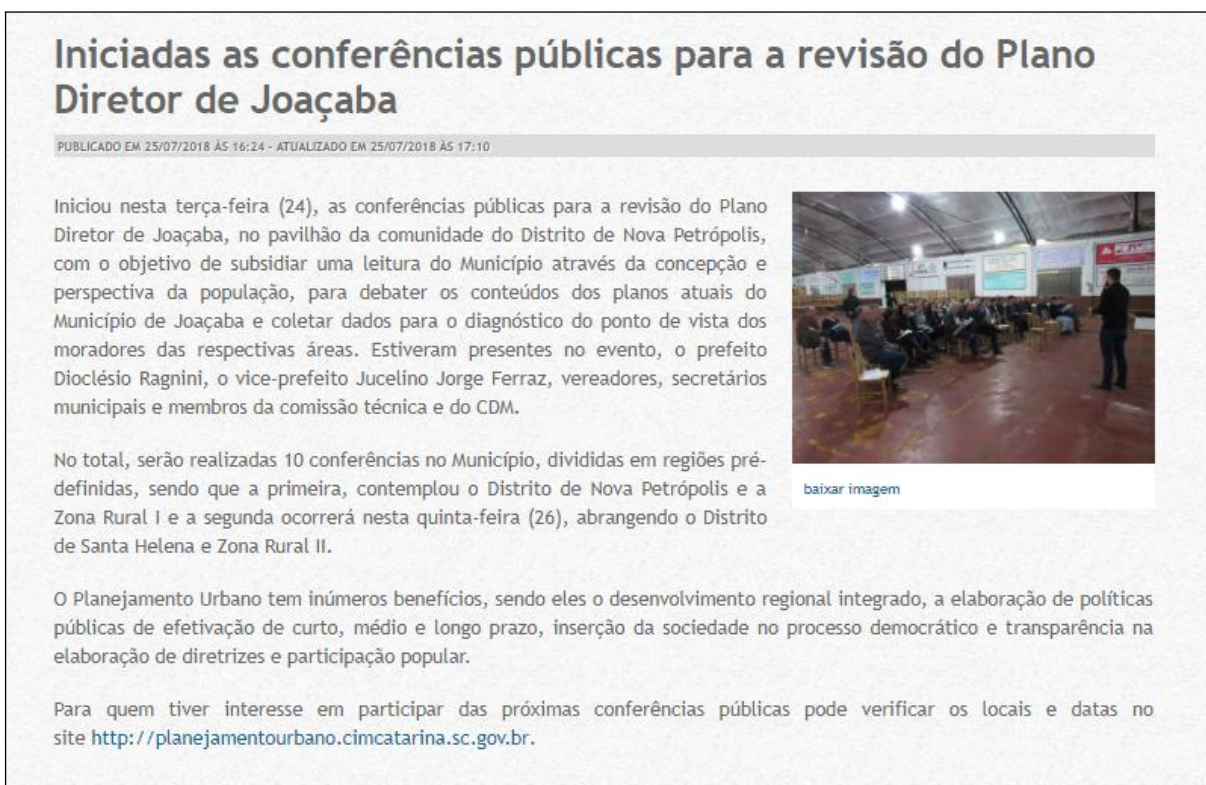 Iniciadas as conferências públicas para a revisão do Plano
Diretor de Joaçaba
PUBLICADO EM 25/07/2018 ÀS 16:24 - ATUALIZADO EM 25/07/2018 ÀS 17:10
Iniciou nesta terça-feira (24), as conferências públicas para a revisão do Plano
Diretor de Joaçaba, no pavilhão da comunidade do Distrito de Nova Petrópolis,
com o objetivo de subsidiar uma leitura do Município através da concepção e
perspectiva da população, para debater os conteúdos dos planos atuais do
Município de Joaçaba e coletar dados para o diagnóstico do ponto de vista dos
moradores das respectivas áreas. Estiveram presentes no evento, o prefeito
Dioclésio Ragnini, o vice-prefeito Jucelino Jorge Ferraz, vereadores, secretários
municipais e membros da comissão técnica e do CDM.
No total, serão realizadas 10 conferências no Município, divididas em regiões pré-
definidas, sendo que a primeira, contemplou o Distrito de Nova Petrópolis e a
Zona Rural I e a segunda ocorrerá nesta quinta-feira (26), abrangendo o Distrito
de Santa Helena e Zona Rural II.
baixar imagem
O Planejamento Urbano tem inúmeros benefícios, sendo eles o desenvolvimento regional integrado, a elaboração de políticas
públicas de efetivação de curto, médio e longo prazo, inserção da sociedade no processo democrático e transparência na
elaboração de diretrizes e participação popular.
Para quem tiver interesse em participar das próximas conferências públicas pode verificar os locais e datas no
site http://planejamentourbano.cimcatarina.sc.gov.br.